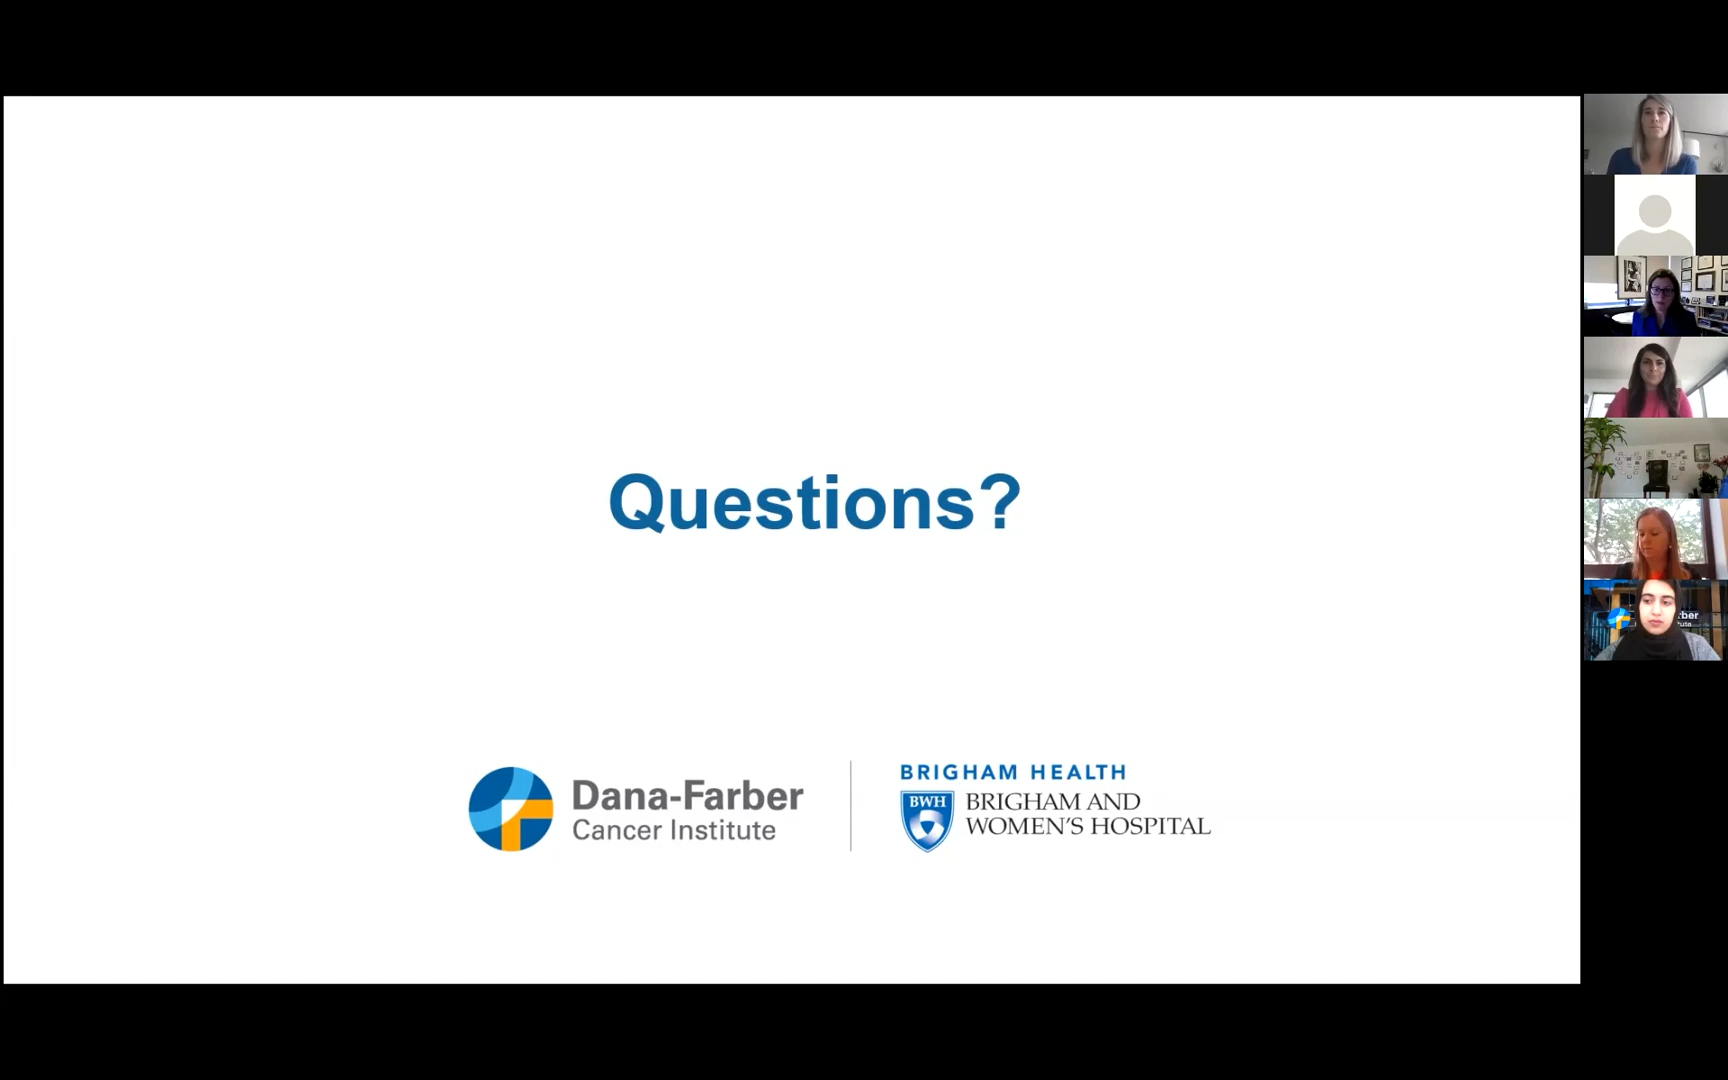 Questions?
Dana-Farber
Cancer Institute
BRIGHAM HEALTH
BWH
BRIGHAM AND
WOMEN'S HOSPITAL